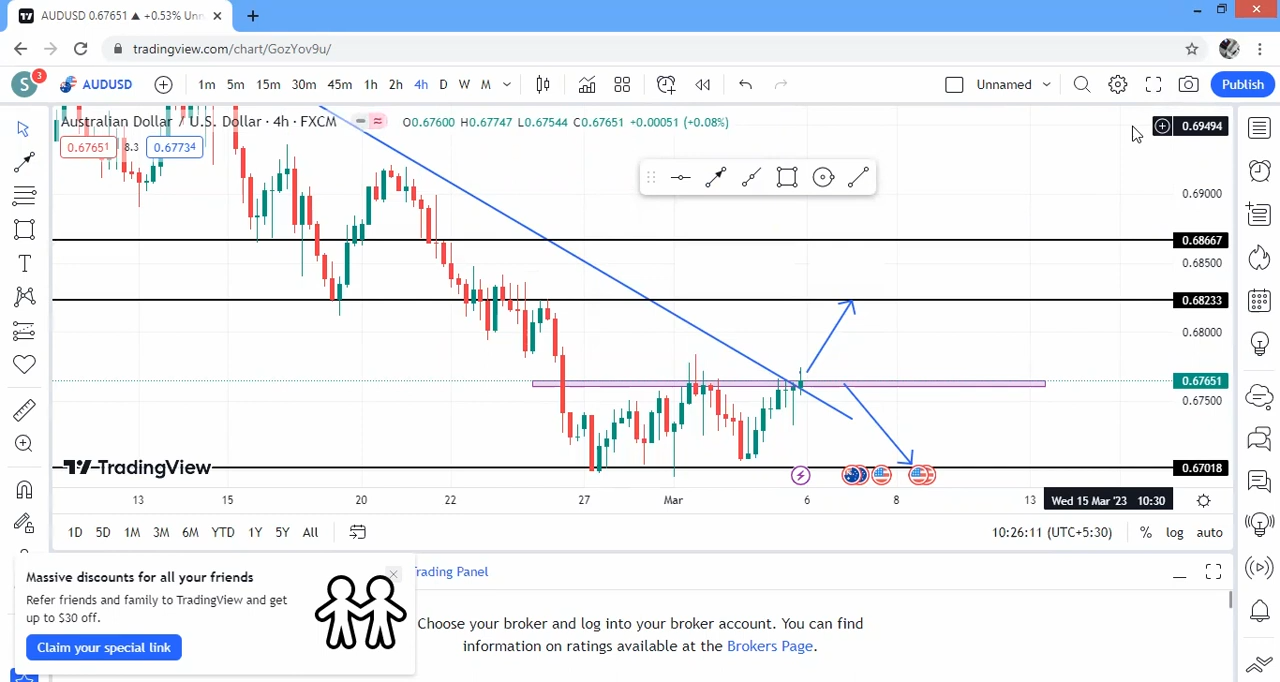 AUDUSD 0.67651 ▲ +0.53% Unn
tradingview.com/chart/GozYov9u/
S 3 AUDUSD 1m 5m 15m 30m 45m 1h 2h 4h D W M Unnamed Publish
Australian Dollar / U.S. Dollar · 4h · FXCM O0.67600 H0.67747 L0.67544 C0.67651 +0.00051 (+0.08%)
0.69494
0.67651 8.3 0.67734
0.69000
0.68667
0.68500
0.68233
0.68000
0.67651
0.67500
TradingView
0.67018
13 15 20 22 27 Mar 6 8 13 Wed 15 Mar '23 10:30
1D 5D 1M 3M 6M YTD 1Y 5Y All 10:26:11 (UTC+5:30) % log auto
Massive discounts for all your friends
Refer friends and family to TradingView and get
up to $30 off.
Claim your special link
Trading Panel
Choose your broker and log into your broker account. You can find
information on ratings available at the Brokers Page.